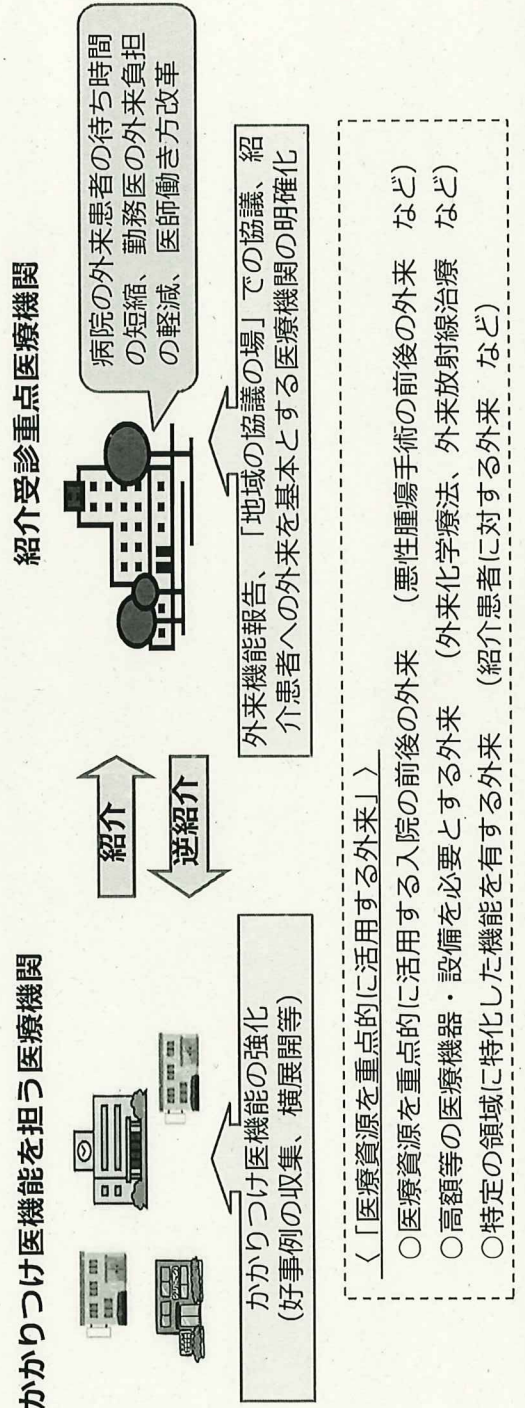 かかりつけ医機能を担う医療機関
かかりつけ医機能の強化
(好事例の収集、横展開等)
紹介
逆紹介
紹介受診重点医療機関
病院の外来患者の待ち時間
の短縮、勤務医の外来負担
の軽減、医師働き方改革
外来機能報告、「地域の協議の場」での協議、紹
介患者への外来を基本とする医療機関の明確化
〈「医療資源を重点的に活用する外来」〉
○医療資源を重点的に活用する入院の前後の外来 (悪性腫瘍手術の前後の外来 など)
○高額等の医療機器・設備を必要とする外来 (外来化学療法、外来放射線治療 など)
○特定の領域に特化した機能を有する外来 (紹介患者に対する外来 など)